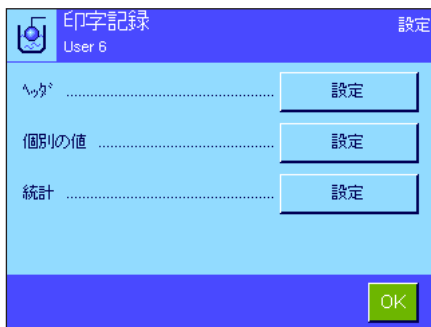 印字記録 設定
User 6
ﾍｯﾀﾞ ........................................................ 設定
個別の値 .................................................... 設定
統計 ........................................................ 設定
OK